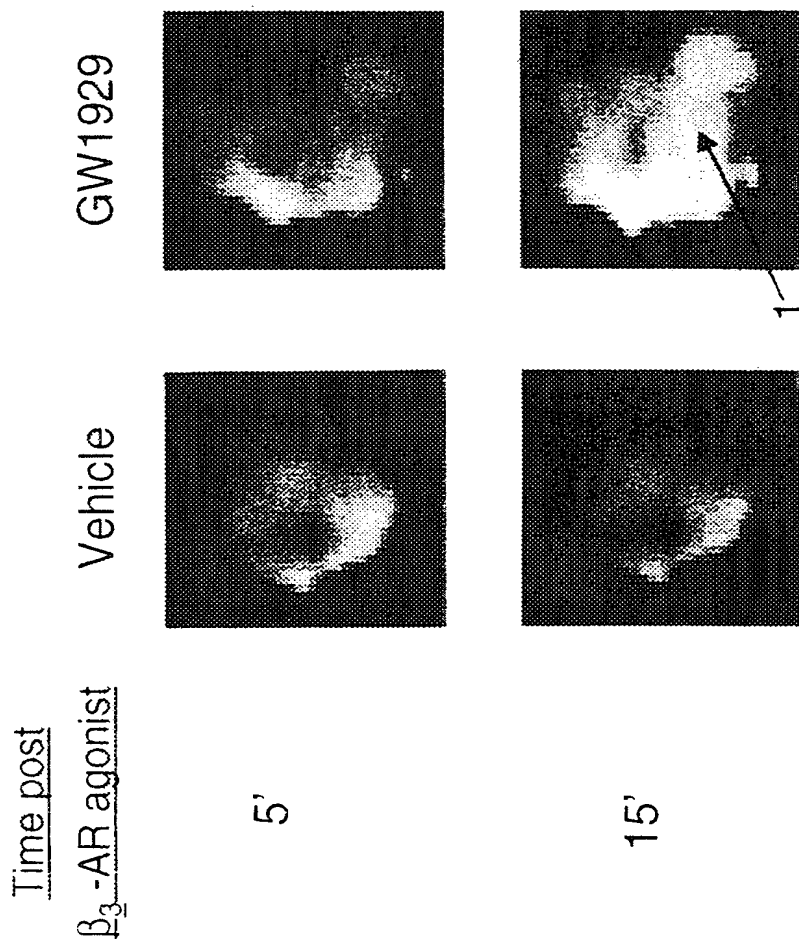 Time post
β₃-AR agonist
Vehicle
GW1929
5'
15'
1